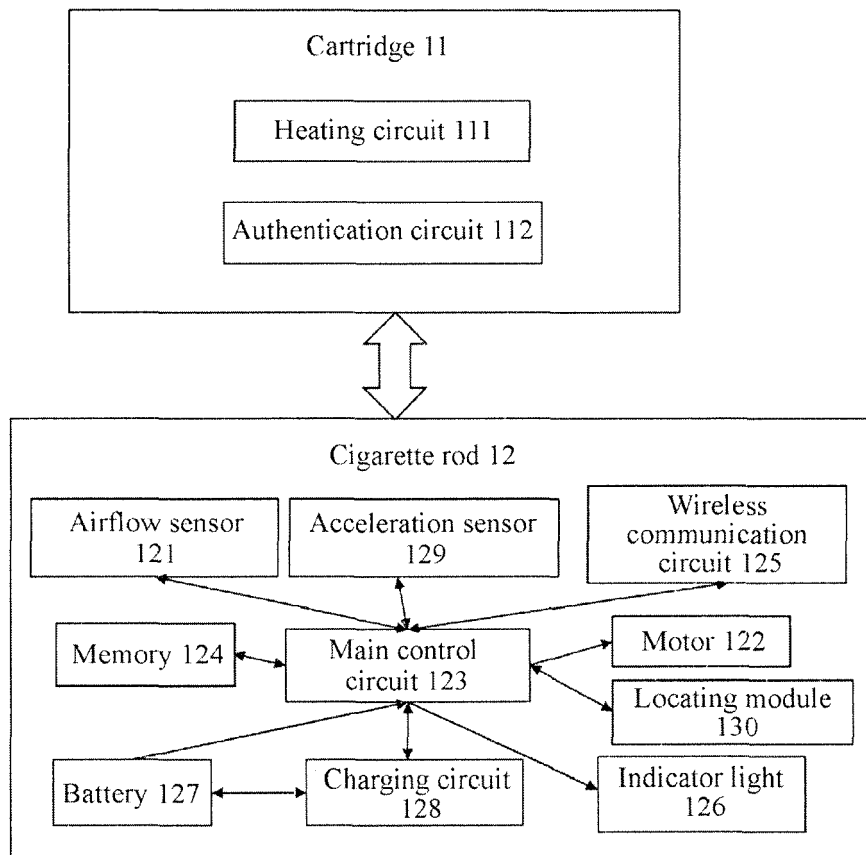 Cartridge 11
Heating circuit 111
Authentication circuit 112
Cigarette rod 12
Airflow sensor
121
Acceleration sensor
129
Wireless
communication
circuit 125
Memory 124
Main control
circuit 123
Motor 122
Locating module
130
Battery 127
Charging circuit
128
Indicator light
126